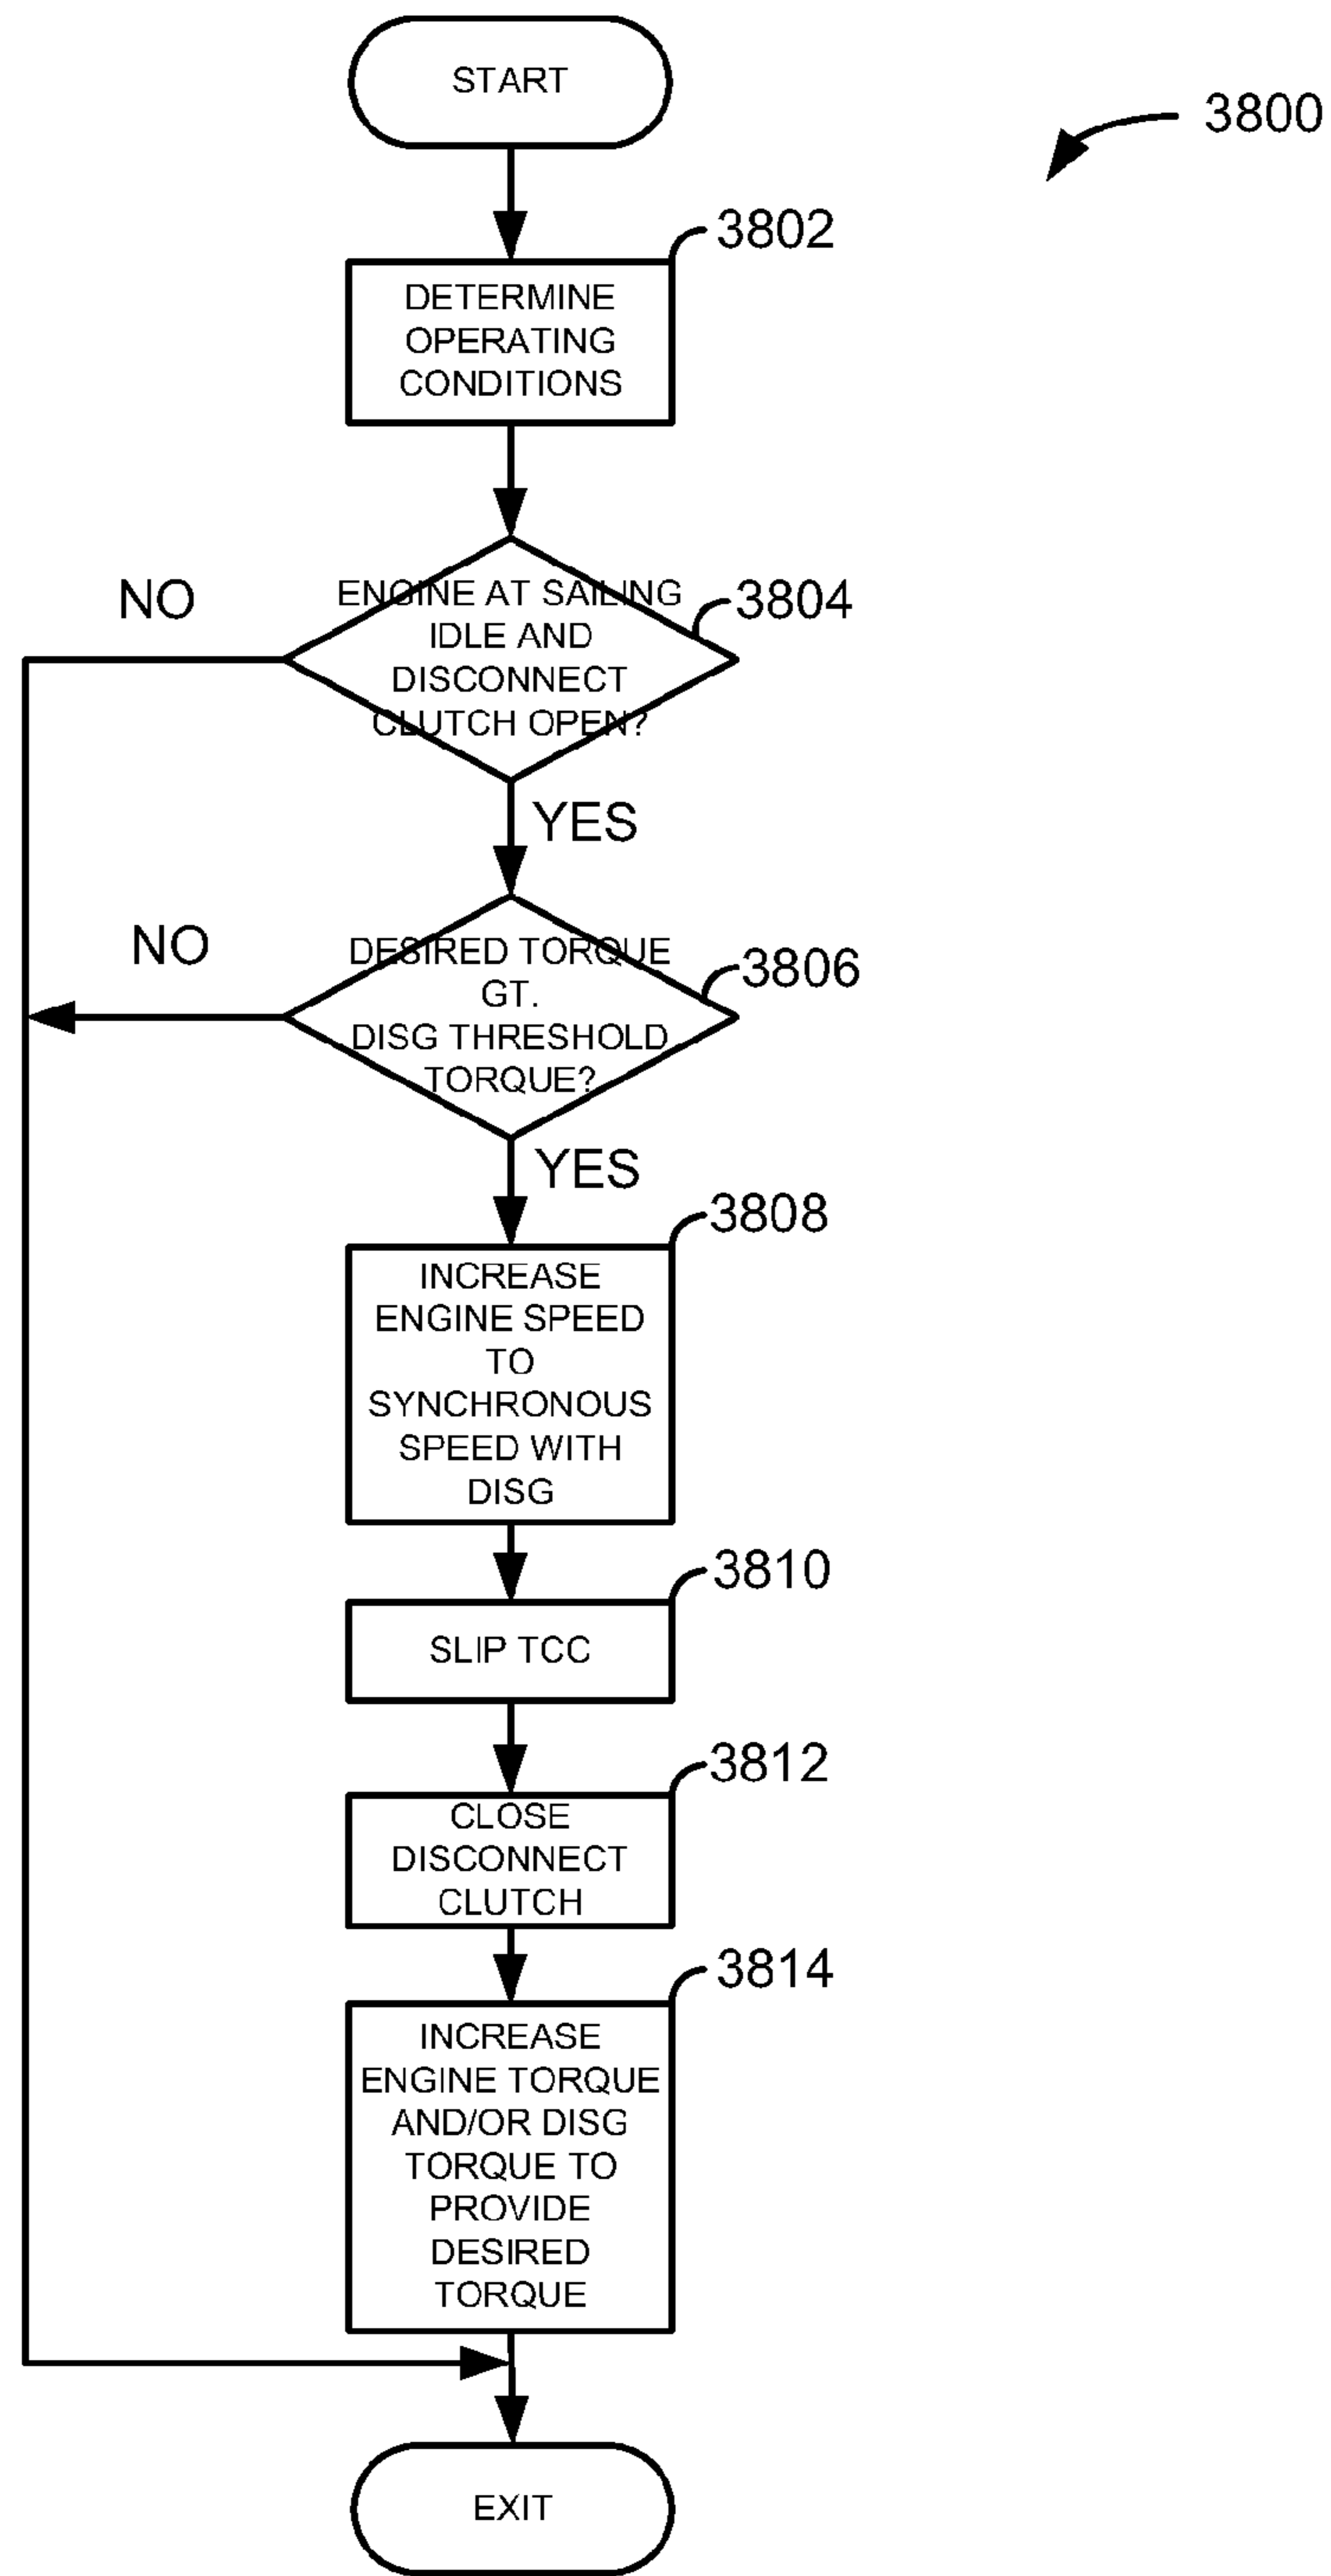 START
3800
3802
DETERMINE
OPERATING
CONDITIONS
NO
ENGINE AT SAILING
IDLE AND
DISCONNECT
CLUTCH OPEN?
3804
YES
NO
DESIRED TORQUE
GT.
DISG THRESHOLD
TORQUE?
3806
YES
3808
INCREASE
ENGINE SPEED
TO
SYNCHRONOUS
SPEED WITH
DISG
3810
SLIP TCC
3812
CLOSE
DISCONNECT
CLUTCH
3814
INCREASE
ENGINE TORQUE
AND/OR DISG
TORQUE TO
PROVIDE
DESIRED
TORQUE
EXIT